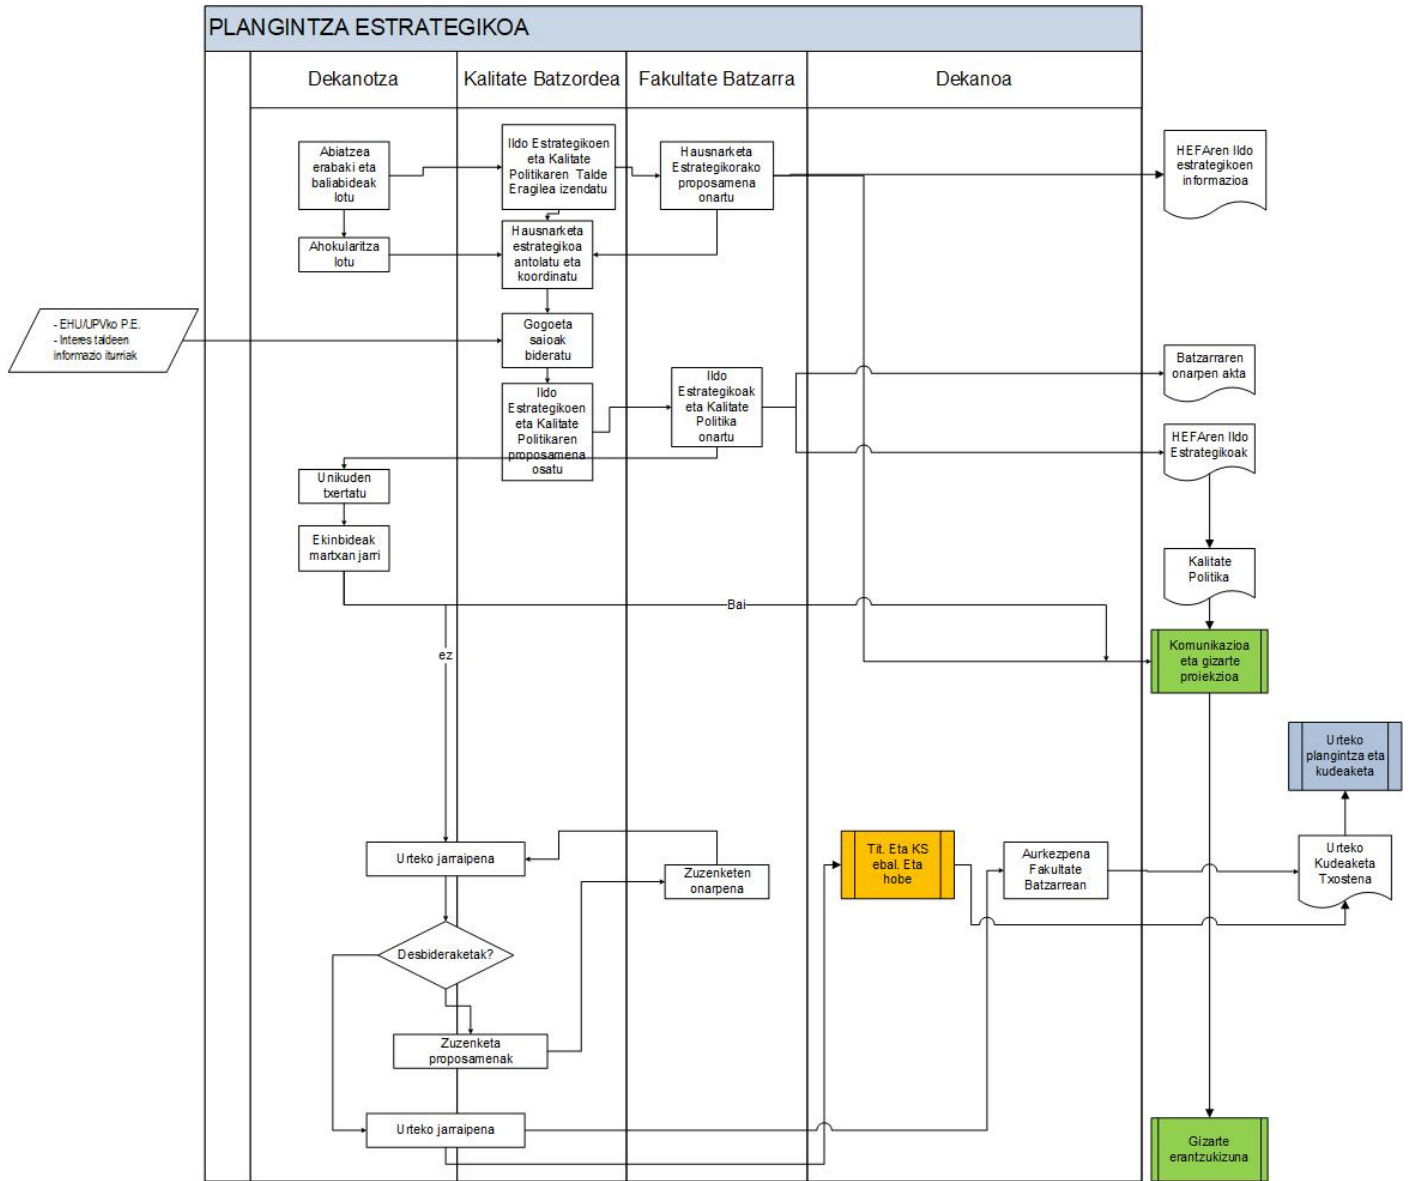 PLANGINTZA ESTRATEGIKOA
Dekanotza
Kalitate Batzordea
Fakultate Batzarra
Dekanoa
Abiatzea
erabaki eta
baliabideak
lotu
Ildo Estrategikoen
eta Kalitate
Politikaren Talde
Eragilea izendatu
Hausnarketa
Estrategikorako
proposamena
onartu
HEFAren Ildo
estrategikoen
informazioa
Ahokularitza
lotu
Hausnarketa
estrategikoa
antolatu eta
koordinatu
- EHU/UPVko P.E.
- Interes taldeen
informazio iturriak
Gogoeta
saioak
bideratu
Batzarraren
onarpen akta
Ildo
Estrategikoen
eta Kalitate
Politikaren
proposamena
osatu
Ildo
Estrategikoak
eta Kalitate
Politika
onartu
HEFAren Ildo
Estrategikoak
Unikuden
txertatu
Ekinbideak
martxan jarri
Kalitate
Politika
Bai
ez
Komunikazioa
eta gizarte
proiekzioa
Urteko
plangintza eta
kudeaketa
Urteko jarraipena
Zuzenketen
onarpena
Tit. Eta KS
ebal. Eta
hobe
Aurkezpena
Fakultate
Batzarrean
Urteko
Kudeaketa
Txostena
Desbideraketak?
Zuzenketa
proposamenak
Urteko jarraipena
Gizarte
erantzukizuna